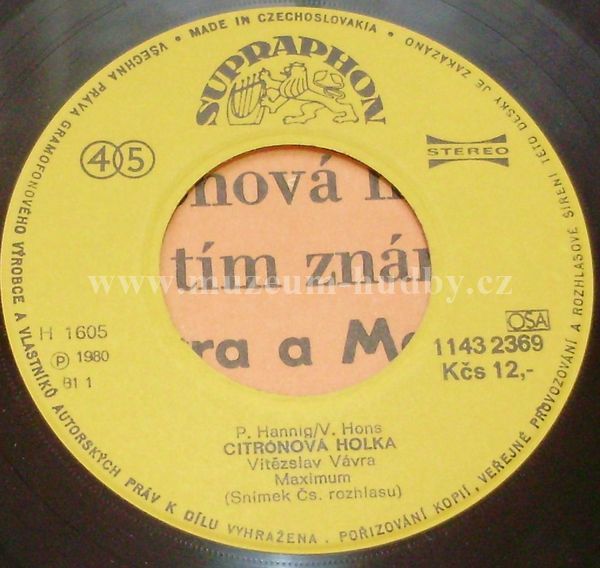 VŠECHNA PRÁVA GRAMOFONOVÉHO VÝROBCE A VLASTNÍKŮ AUTORSKÝCH PRÁV K DÍLU VYHRAŽENA. POŘIZOVÁNÍ KOPIÍ, VEŘEJNÉ PROVOZOVÁNÍ A ROZHLASOVÉ ŠÍŘENÍ TÉTO DESKY JE ZAKÁZÁNO • MADE IN CZECHOSLOVAKIA •
SUPRAPHON
45
STEREO
nová
tím znám
www.muzeum-hudby.cz
ra a M
H 1605
Ⓟ 1980
81 1
OSA
1143 2369
Kčs 12,-
P. Hannig/V. Hons
CITRÓNOVÁ HOLKA
Vítězslav Vávra
Maximum
(Snímek Čs. rozhlasu)